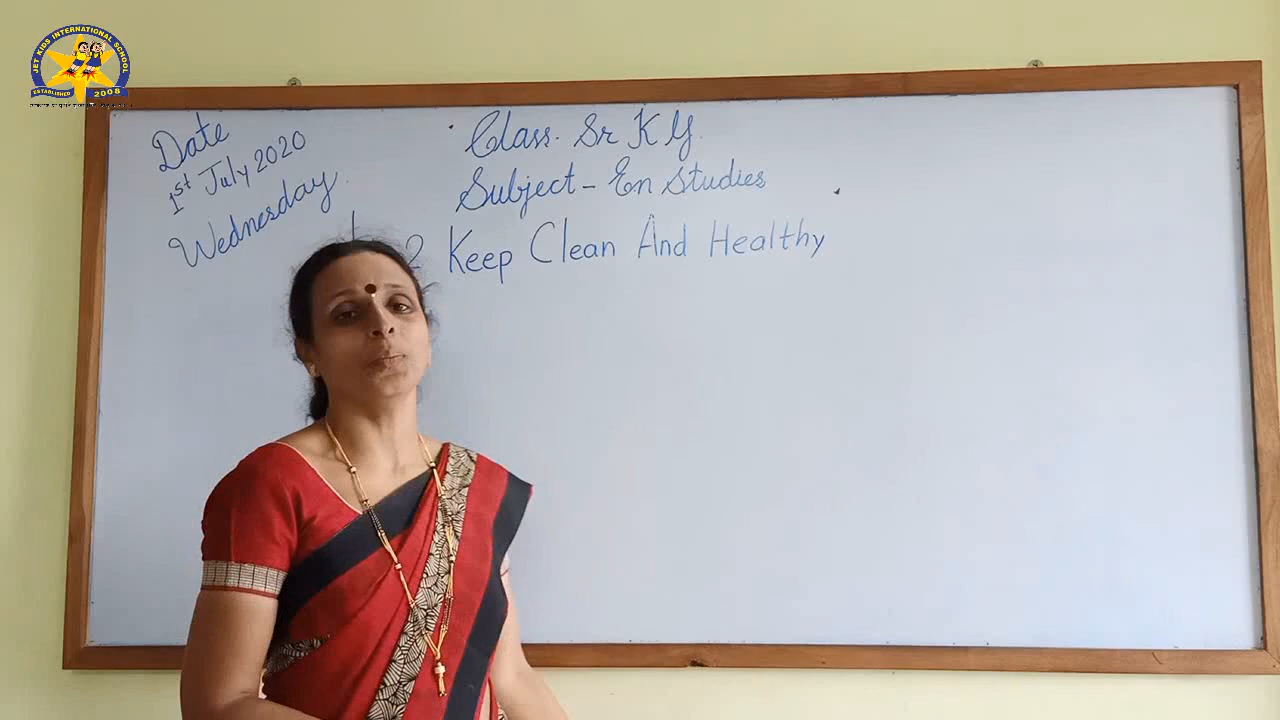 JET KIDS INTERNATIONAL SCHOOL
ESTABLISHED 2008
Date
1st July 2020
Wednesday.
Class. Sr K G.
Subject - En Studies
2 Keep Clean And Healthy